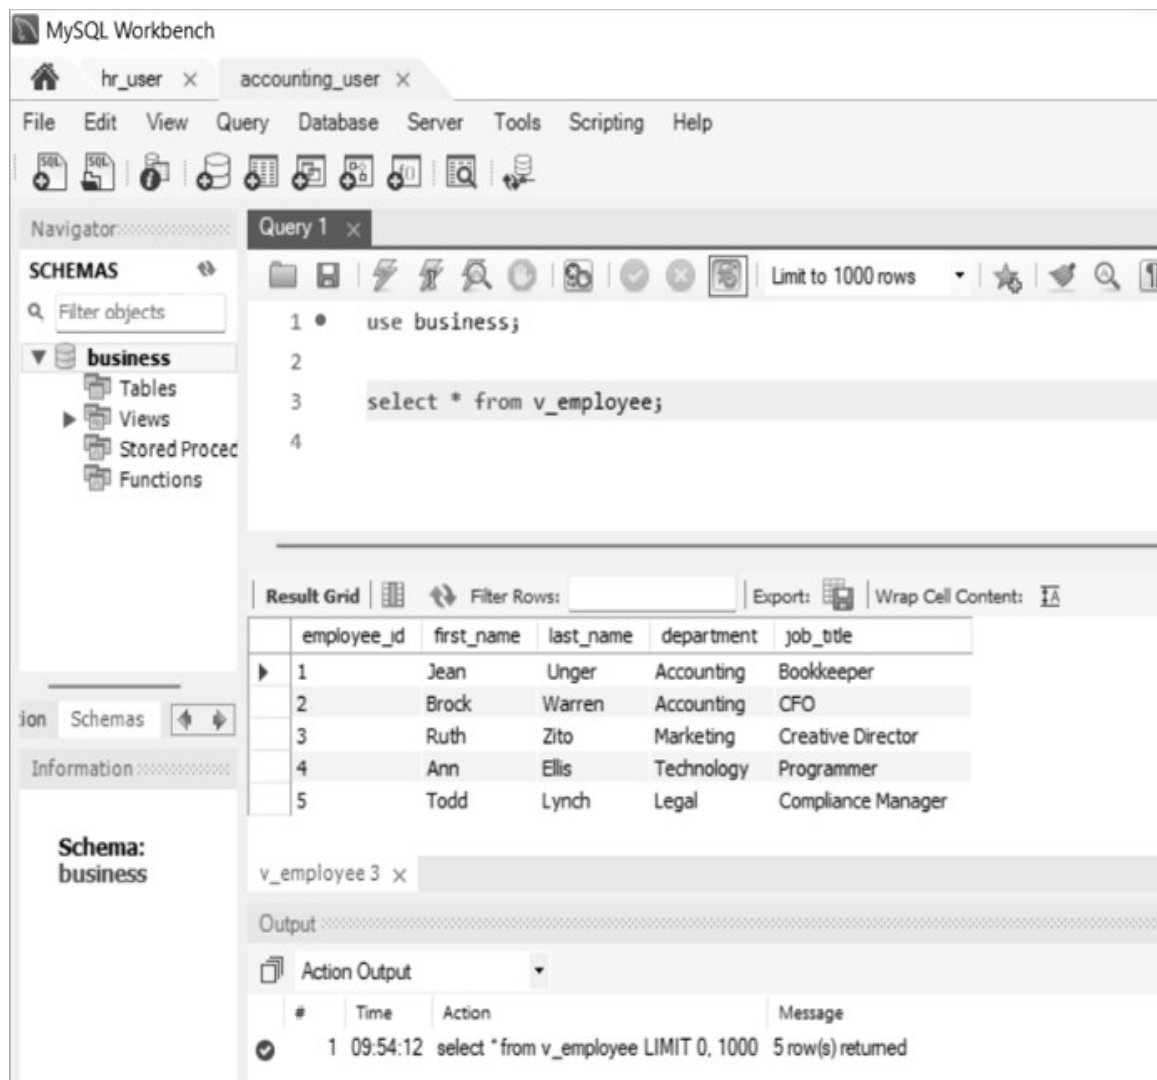 MySQL Workbench
hr_user × accounting_user ×
File Edit View Query Database Server Tools Scripting Help
Navigator
SCHEMAS
Filter objects
business
Tables
Views
Stored Proced
Functions
tion Schemas
Information
Schema:
business
Query 1 ×
Limit to 1000 rows
1 use business;
2
3 select * from v_employee;
4
Result Grid Filter Rows: Export: Wrap Cell Content:
employee_id first_name last_name department job_title
1 Jean Unger Accounting Bookkeeper
2 Brock Warren Accounting CFO
3 Ruth Zito Marketing Creative Director
4 Ann Ellis Technology Programmer
5 Todd Lynch Legal Compliance Manager
v_employee 3 ×
Output
Action Output
# Time Action Message
1 09:54:12 select * from v_employee LIMIT 0, 1000 5 row(s) returned